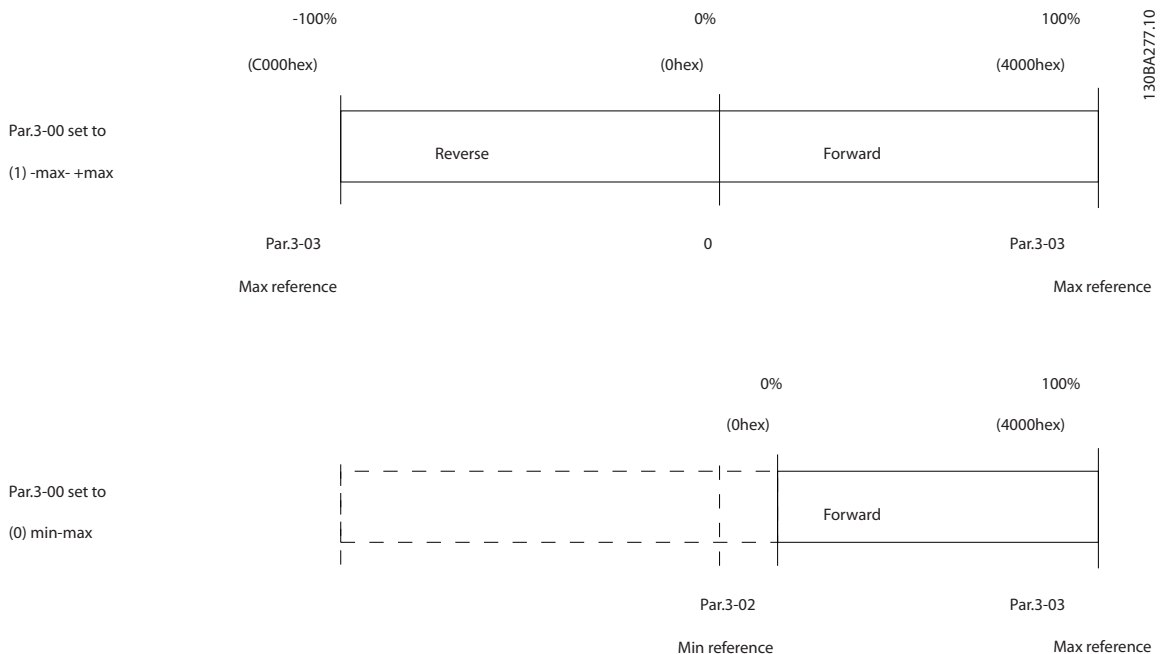 -100% 0% 100%
(C000hex) (0hex) (4000hex)
130BA277.10
Par.3-00 set to
(1) -max- +max
Reverse Forward
Par.3-03 0 Par.3-03
Max reference Max reference
0% 100%
(0hex) (4000hex)
Par.3-00 set to
(0) min-max
Forward
Par.3-02 Par.3-03
Min reference Max reference